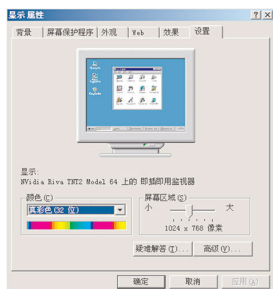 显示 属性
背景 屏幕保护程序 外观 Web 效果 设置
显示:
NVidia Riva TNT2 Model 64 上的 即插即用监视器
颜色(C)
真彩色(32 位)
屏幕区域(S)
小 大
1024 x 768 像素
疑难解答(T)... 高级(V)...
确定 取消 应用(A)